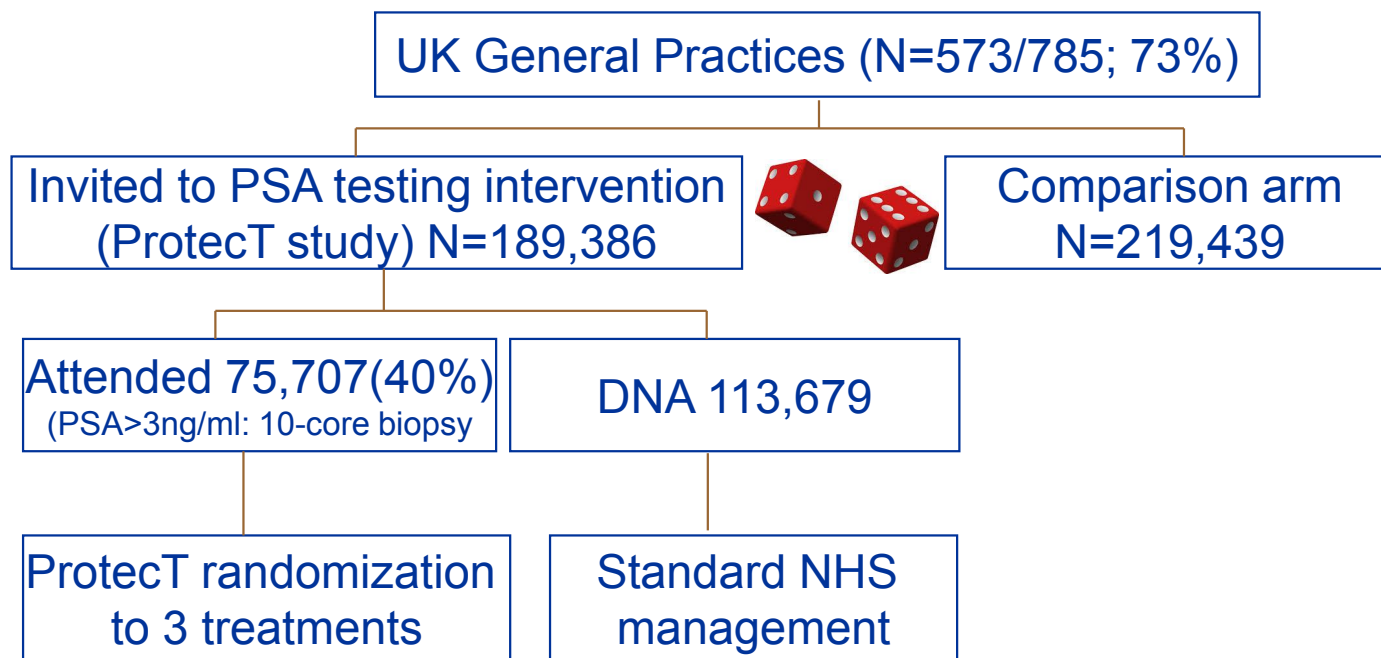 UK General Practices (N=573/785; 73%)
Invited to PSA testing intervention
(ProtecT study) N=189,386
Comparison arm
N=219,439
Attended 75,707(40%)
(PSA>3ng/ml: 10-core biopsy
DNA 113,679
ProtecT randomization
to 3 treatments
Standard NHS
management